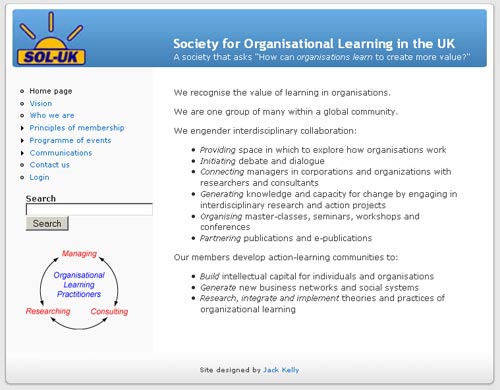 SOL-UK
Society for Organisational Learning in the UK
A society that asks "How can organisations learn to create more value?"
Home page
Vision
Who we are
Principles of membership
Programme of events
Communications
Contact us
Login
Search
Search
Managing
Organisational
Learning
Practitioners
Researching
Consulting
We recognise the value of learning in organisations.
We are one group of many within a global community.
We engender interdisciplinary collaboration:
Providing space in which to explore how organisations work
Initiating debate and dialogue
Connecting managers in corporations and organizations with
researchers and consultants
Generating knowledge and capacity for change by engaging in
interdisciplinary research and action projects
Organising master-classes, seminars, workshops and
conferences
Partnering publications and e-publications
Our members develop action-learning communities to:
Build intellectual capital for individuals and organisations
Generate new business networks and social systems
Research, integrate and implement theories and practices of
organizational learning
Site designed by Jack Kelly